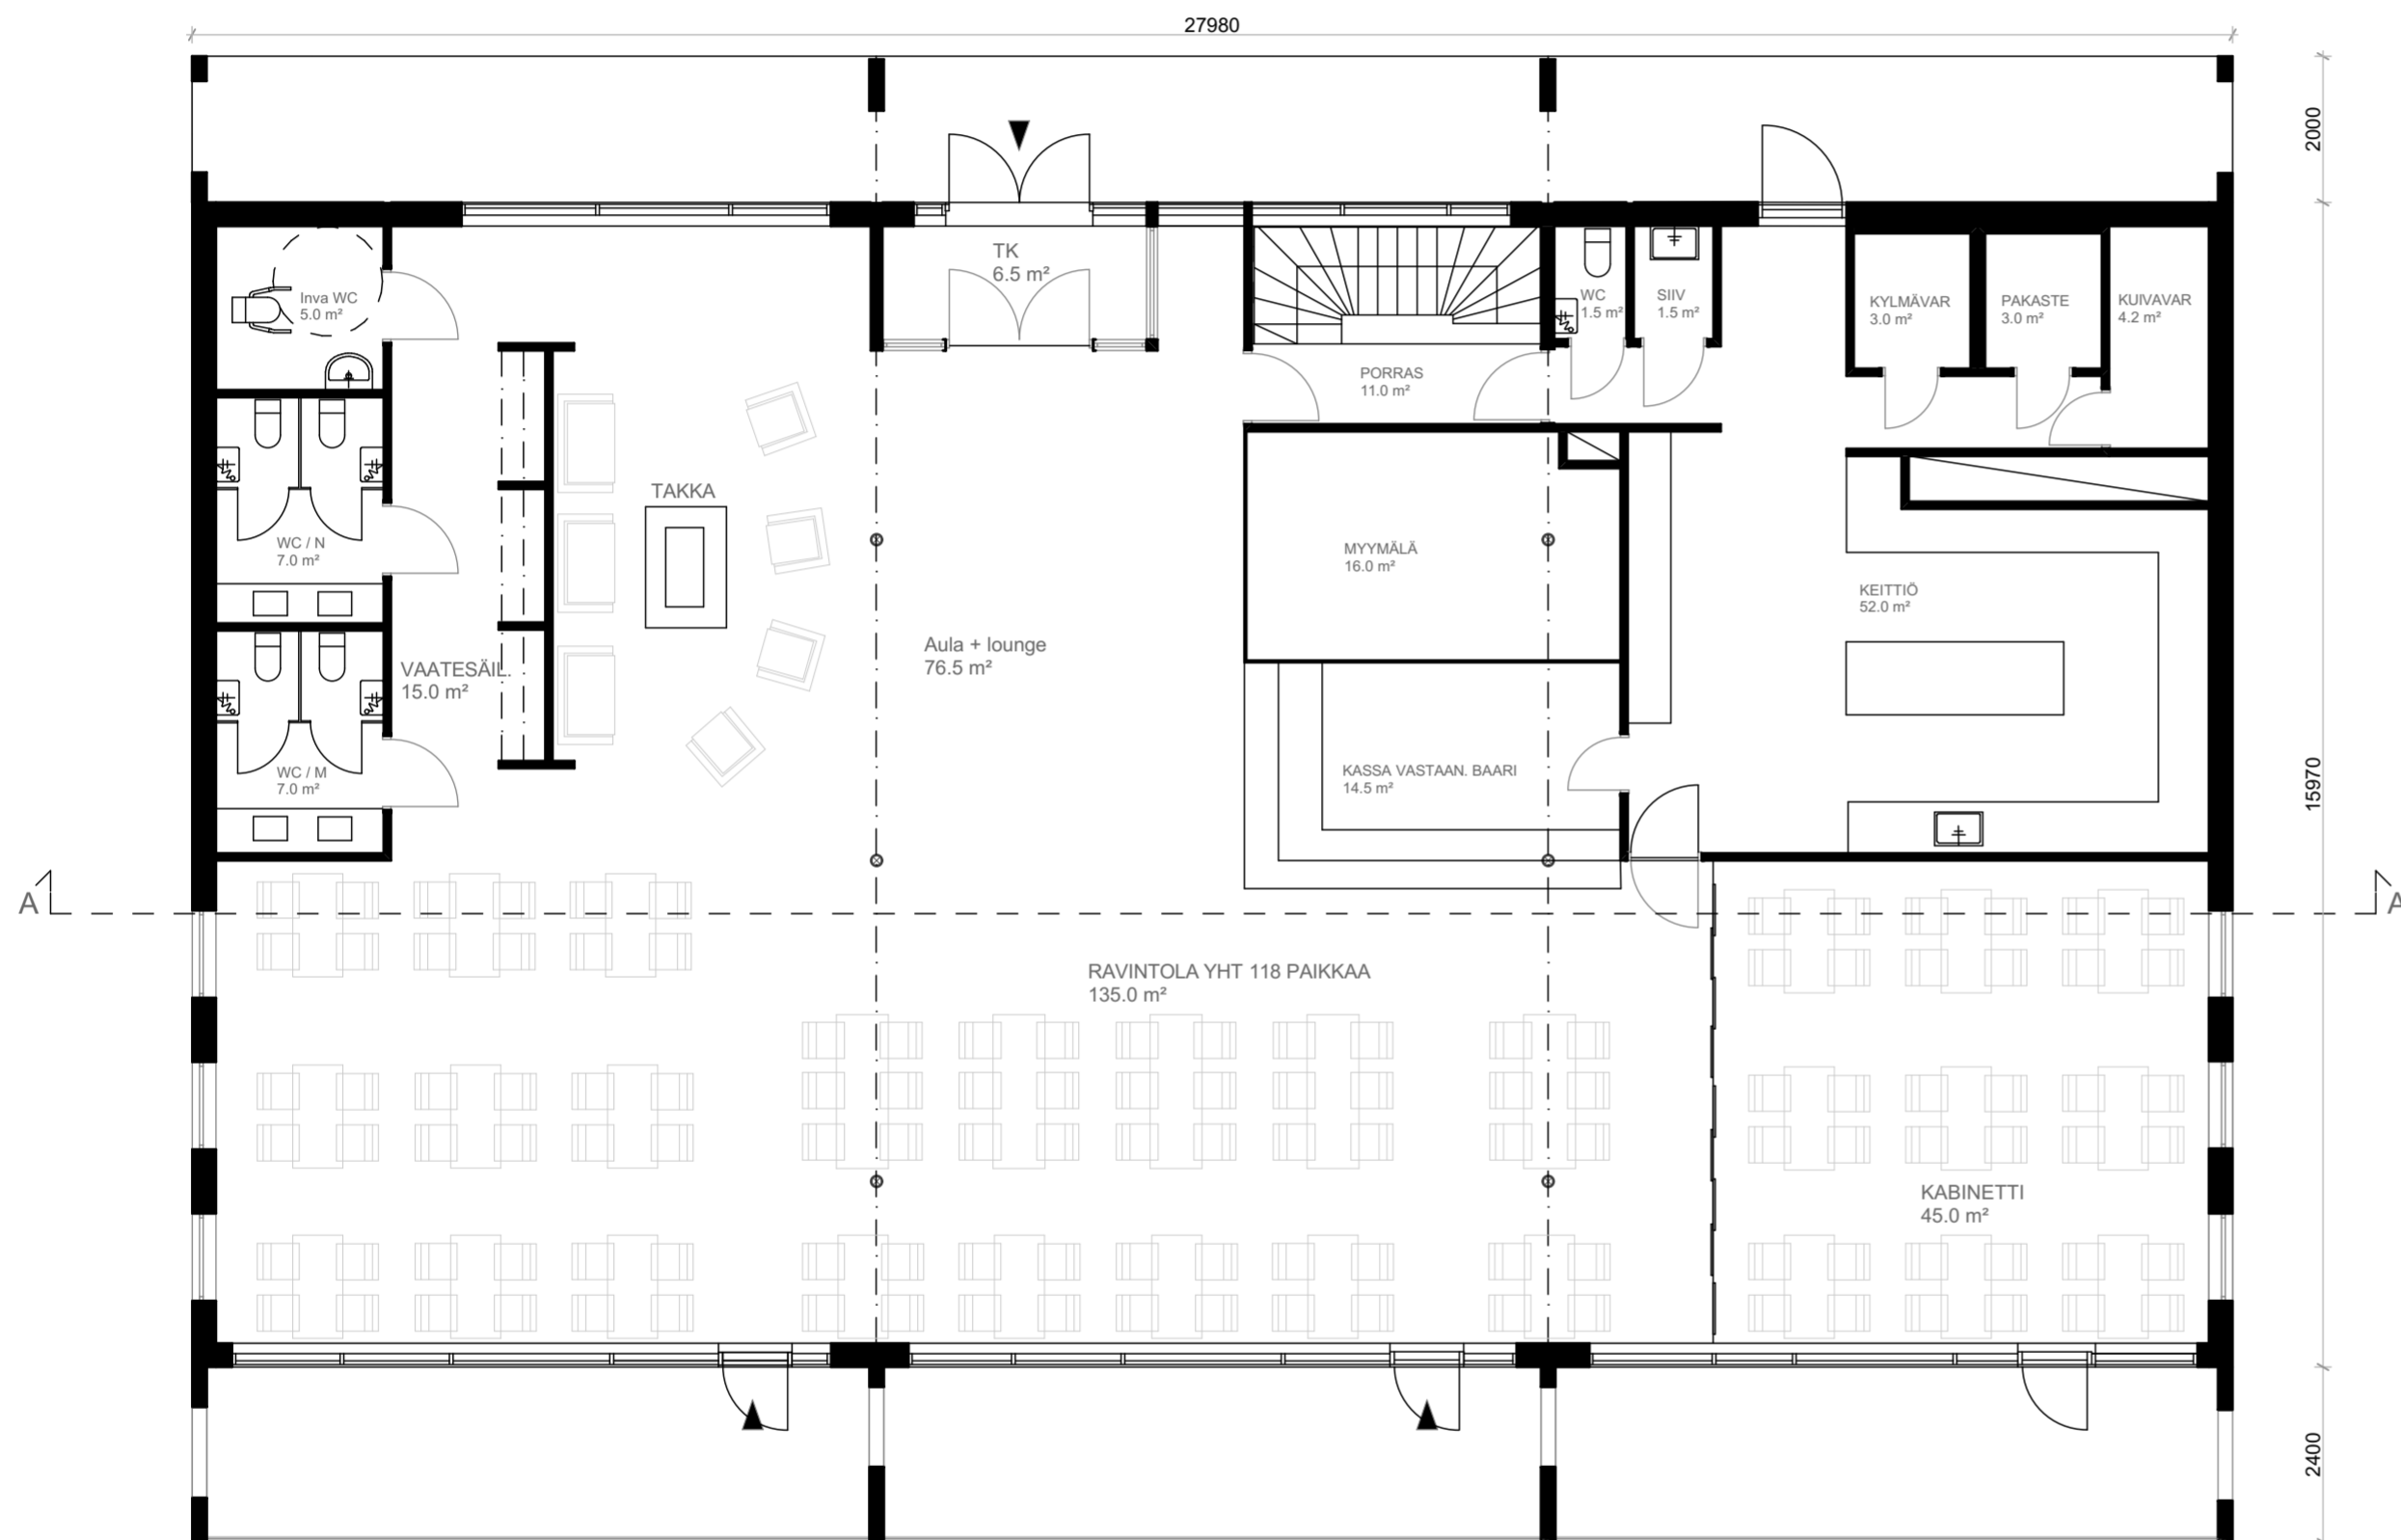 27980
2000
TK
6.5 m²
Inva WC
5.0 m²
WC
1.5 m²
SIIV
1.5 m²
KYLMÄVAR
3.0 m²
PAKASTE
3.0 m²
KUIVAVAR
4.2 m²
PORRAS
11.0 m²
TAKKA
WC / N
7.0 m²
MYYMÄLÄ
16.0 m²
KEITTIÖ
52.0 m²
Aula + lounge
76.5 m²
VAATESÄIL.
15.0 m²
WC / M
7.0 m²
KASSA VASTAAN. BAARI
14.5 m²
15970
A
A
RAVINTOLA YHT 118 PAIKKAA
135.0 m²
KABINETTI
45.0 m²
2400